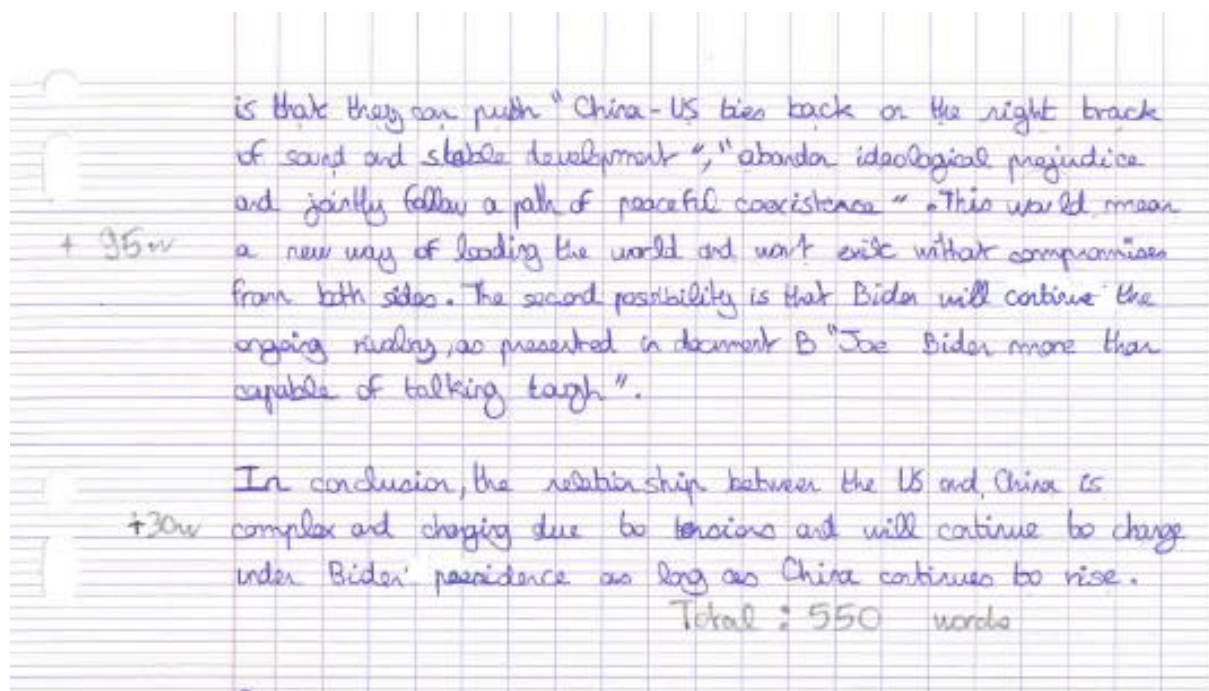 is that they can push " China-US ties back on the right track
of sound and stable development "," abandon ideological prejudice
and jointly follow a path of peaceful coexistence ". This would mean
+ 95w a new way of leading the world and won't exist without compromises
from both sides. The second possibility is that Biden will continue the
ongoing rivalry, as presented in document B "Joe Biden more than
capable of talking tough".
In conclusion, the relationship between the US and China is
+30w complex and changing due to tensions and will continue to change
under Biden' presidence as long as China continues to rise.
Total : 550 words